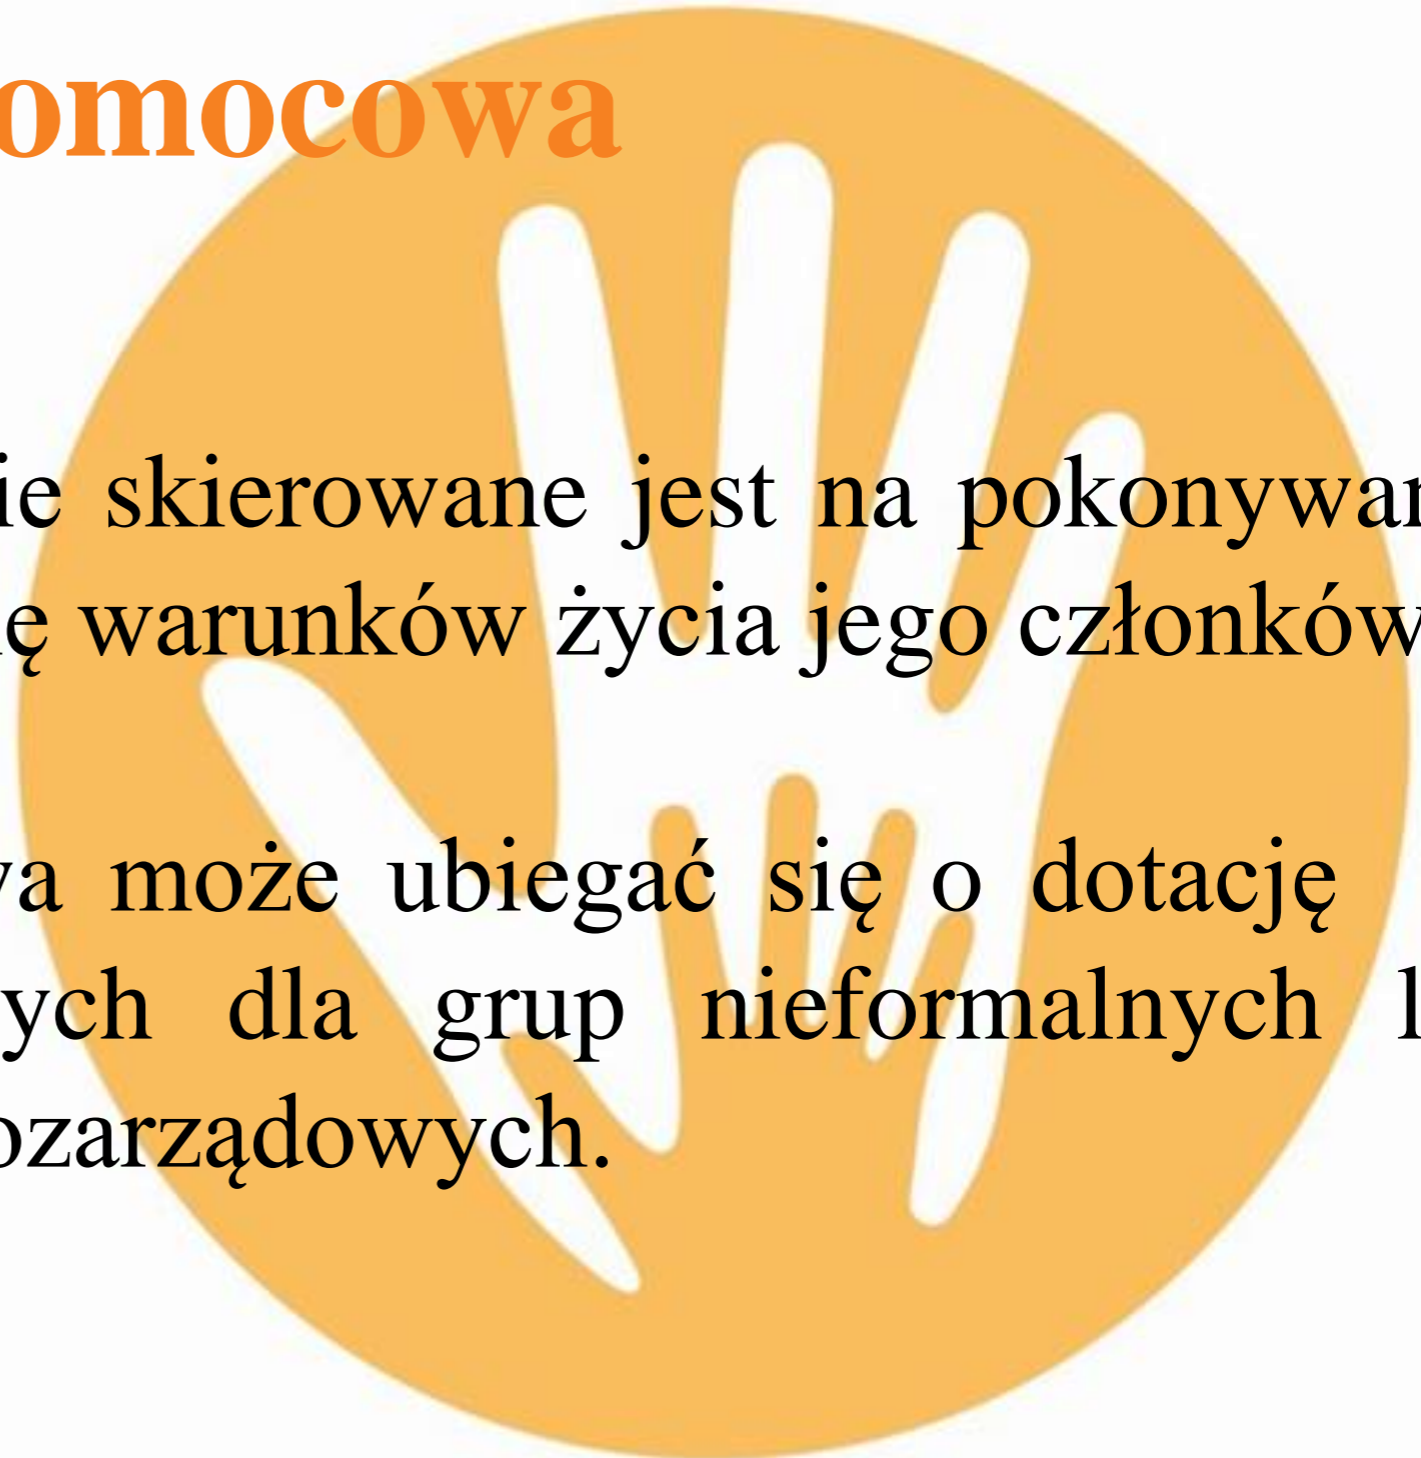 omocowa
ie skierowane jest na pokonywan
ę warunków życia jego członków
va może ubiegać się o dotację
ych dla grup nieformalnych l
ozarządowych.